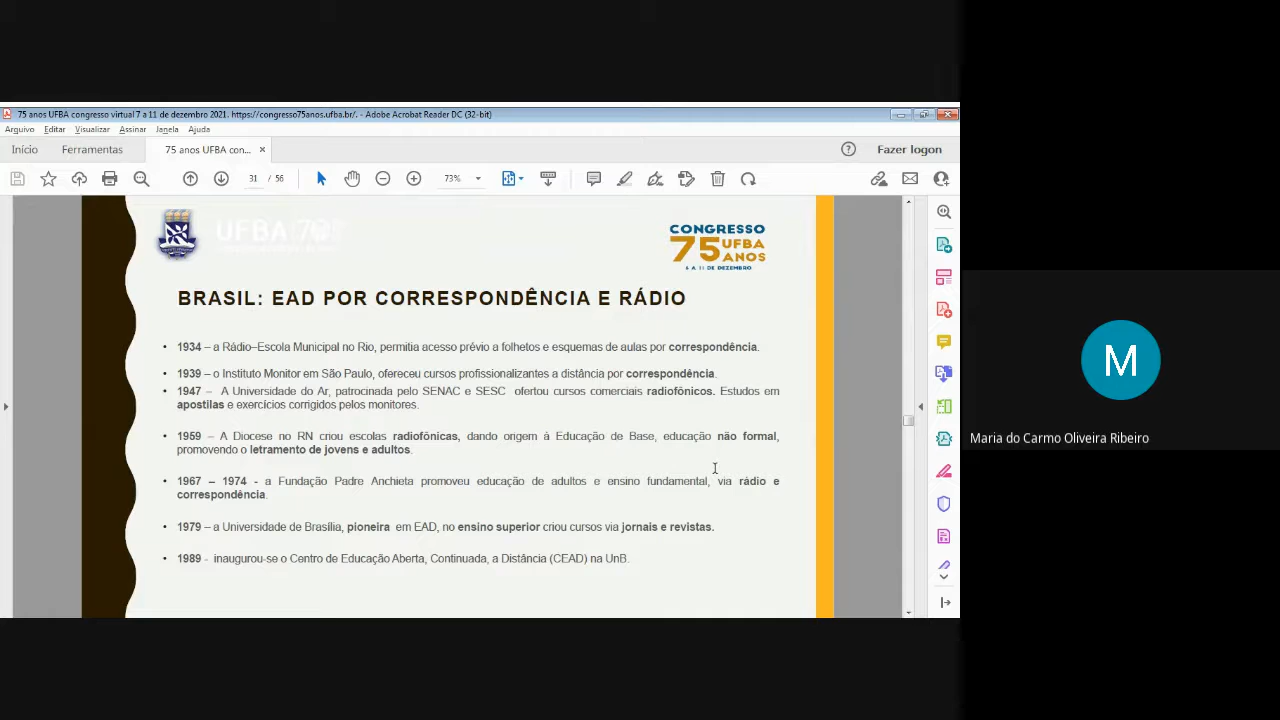 75 anos UFBA congresso virtual 7 a 11 de dezembro 2021. https://congresso75anos.ufba.br/. - Adobe Acrobat Reader DC (32-bit)
Arquivo Editar Visualizar Assinar Janela Ajuda
Início Ferramentas 75 anos UFBA con... × Fazer logon
31 / 56 73%
UFBA
CONGRESSO
75 UFBA
ANOS
6 A 11 DE DEZEMBRO
BRASIL: EAD POR CORRESPONDÊNCIA E RÁDIO
• 1934 – a Rádio–Escola Municipal no Rio, permitia acesso prévio a folhetos e esquemas de aulas por correspondência.
• 1939 – o Instituto Monitor em São Paulo, ofereceu cursos profissionalizantes a distância por correspondência.
• 1947 – A Universidade do Ar, patrocinada pelo SENAC e SESC ofertou cursos comerciais radiofônicos. Estudos em
apostilas e exercícios corrigidos pelos monitores.
• 1959 – A Diocese no RN criou escolas radiofônicas, dando origem à Educação de Base, educação não formal,
promovendo o letramento de jovens e adultos.
• 1967 – 1974 - a Fundação Padre Anchieta promoveu educação de adultos e ensino fundamental, via rádio e
correspondência.
• 1979 – a Universidade de Brasília, pioneira em EAD, no ensino superior criou cursos via jornais e revistas.
• 1989 - inaugurou-se o Centro de Educação Aberta, Continuada, a Distância (CEAD) na UnB.
M
Maria do Carmo Oliveira Ribeiro